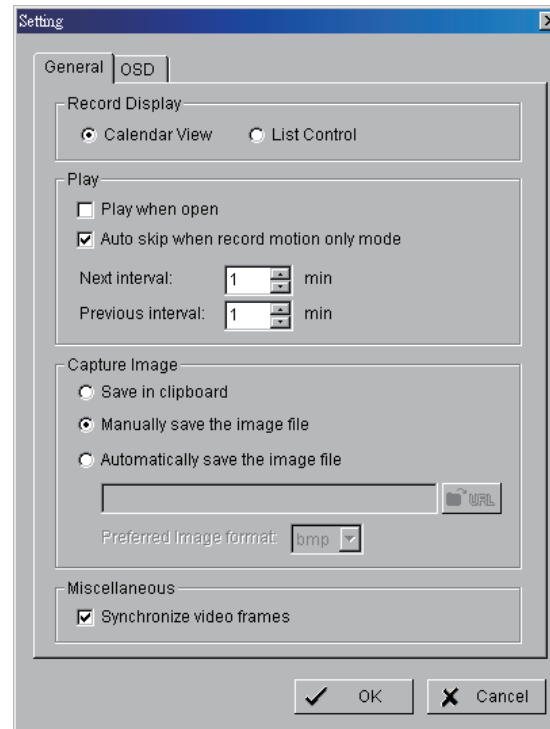 Setting
General OSD
Record Display
Calendar View List Control
Play
Play when open
Auto skip when record motion only mode
Next interval: 1 min
Previous interval: 1 min
Capture Image
Save in clipboard
Manually save the image file
Automatically save the image file
URL
Preferred Image format: bmp
Miscellaneous
Synchronize video frames
OK Cancel